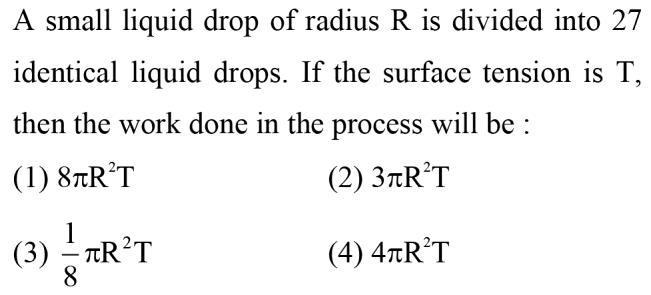 A small liquid drop of radius R is divided into 27
identical liquid drops. If the surface tension is T,
then the work done in the process will be :
(1) 8πR²T (2) 3πR²T
(3) 1/8 πR²T (4) 4πR²T